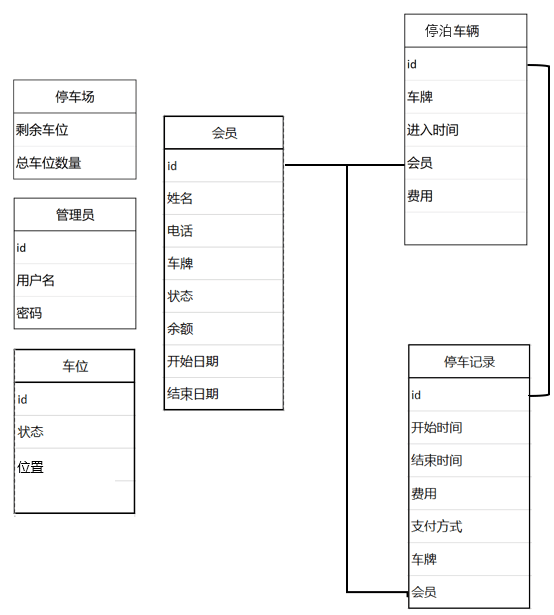 停车场
剩余车位
总车位数量
管理员
id
用户名
密码
车位
id
状态
位置
会员
id
姓名
电话
车牌
状态
余额
开始日期
结束日期
停泊车辆
id
车牌
进入时间
会员
费用
停车记录
id
开始时间
结束时间
费用
支付方式
车牌
会员